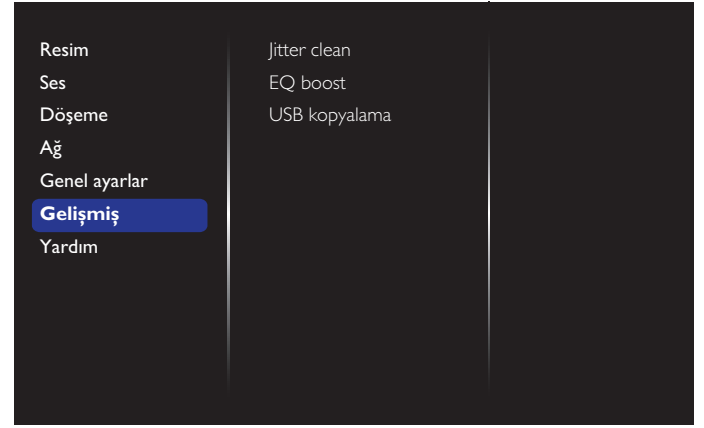 Resim
Ses
Döşeme
Ağ
Genel ayarlar
Gelişmiş
Yardım
Jitter clean
EQ boost
USB kopyalama